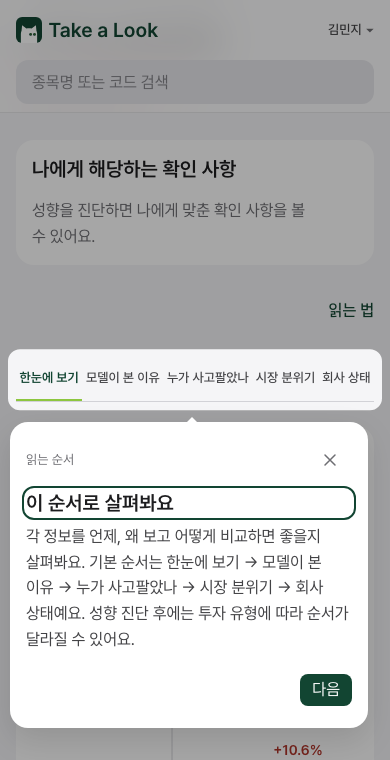 Take a Look
김민지
종목명 또는 코드 검색
나에게 해당하는 확인 사항
성향을 진단하면 나에게 맞춘 확인 사항을 볼
수 있어요.
읽는 법
한눈에 보기 모델이 본 이유 누가 사고팔았나 시장 분위기 회사 상태
읽는 순서
이 순서로 살펴봐요
각 정보를 언제, 왜 보고 어떻게 비교하면 좋을지
살펴봐요. 기본 순서는 한눈에 보기 → 모델이 본
이유 → 누가 사고팔았나 → 시장 분위기 → 회사
상태예요. 성향 진단 후에는 투자 유형에 따라 순서가
달라질 수 있어요.
다음
+10.6%